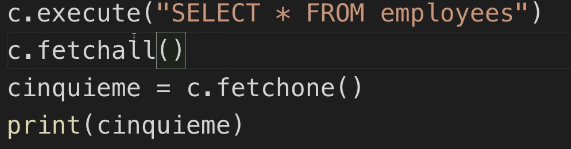 c.execute("SELECT * FROM employees")
c.fetchall()
cinquieme = c.fetchone()
print(cinquieme)